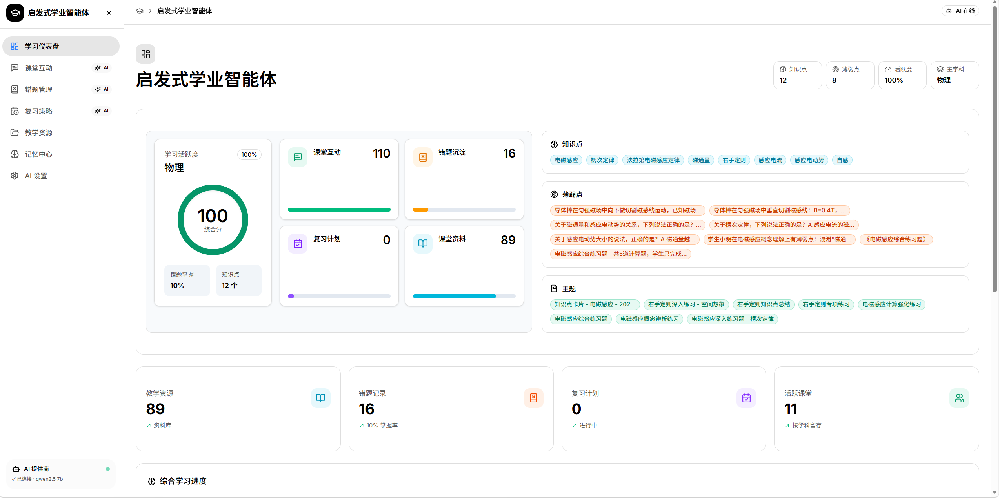 启发式学业智能体
学习仪表盘
课堂互动 AI
错题管理 AI
复习策略 AI
教学资源
记忆中心
AI 设置
AI 提供商
✓ 已连接 · qwen2.5:7b
启发式学业智能体
AI 在线
启发式学业智能体
知识点
12
薄弱点
8
活跃度
100%
主学科
物理
学习活跃度 100%
物理
100
综合分
错题掌握
10%
知识点
12 个
课堂互动 110
错题沉淀 16
复习计划 0
课堂资料 89
知识点
电磁感应 楞次定律 法拉第电磁感应定律 磁通量 右手定则 感应电流 感应电动势 自感
薄弱点
导体棒在匀强磁场中向下做切割磁感线运动，已知磁场... 导体棒在匀强磁场中垂直切割磁感线：B=0.4T，...
关于磁通量和感应电动势的关系，下列说法正确的是？... 关于楞次定律，下列说法正确的是？A.感应电流的磁...
关于感应电动势大小的说法，正确的是？A.磁通量越... 学生小明在电磁感应概念理解上有薄弱点：混淆"磁通... 《电磁感应综合练习题》
电磁感应综合练习题 - 共5道计算题，学生只完成...
主题
知识点卡片 - 电磁感应 - 202... 右手定则深入练习 - 空间想象 右手定则知识点总结 右手定则专项练习 电磁感应计算强化练习
电磁感应综合练习题 电磁感应概念辨析练习 电磁感应深入练习题 - 楞次定律
教学资源
89
资料库
错题记录
16
10% 掌握率
复习计划
0
进行中
活跃课堂
11
按学科留存
综合学习进度